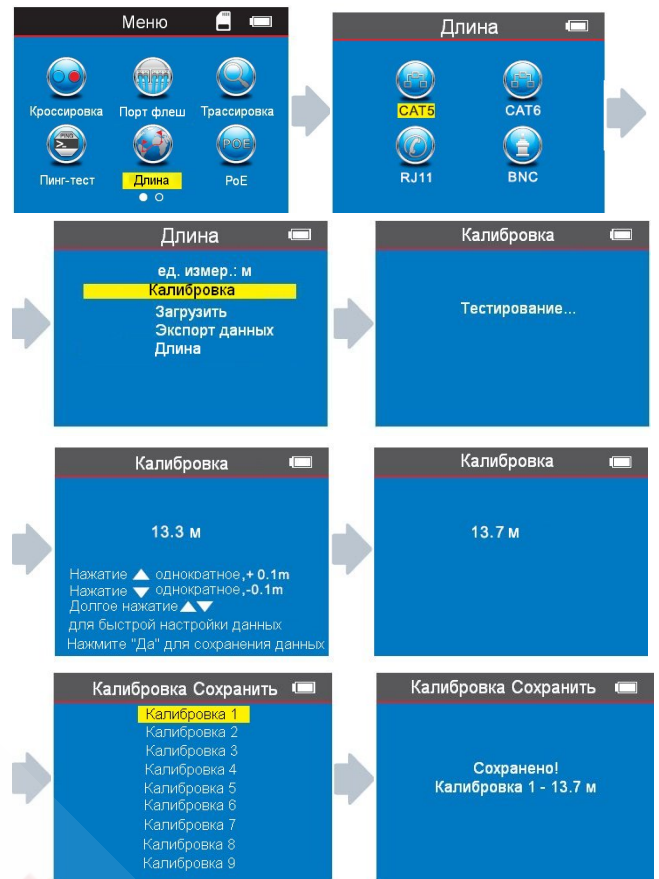 Меню
Кроссировка Порт флеш Трассировка
PING
POE
Пинг-тест Длина PoE
Длина
CAT5 CAT6
RJ11 BNC
Длина
ед. измер.: м
Калибровка
Загрузить
Экспорт данных
Длина
Калибровка
Тестирование...
Калибровка
13.3 м
Нажатие ▲ однократное,+ 0.1m
Нажатие ▼ однократное,-0.1m
Долгое нажатие▲▼
для быстрой настройки данных
Нажмите "Да" для сохранения данных
Калибровка
13.7 м
Калибровка Сохранить
Калибровка 1
Калибровка 2
Калибровка 3
Калибровка 4
Калибровка 5
Калибровка 6
Калибровка 7
Калибровка 8
Калибровка 9
Калибровка Сохранить
Сохранено!
Калибровка 1 - 13.7 м